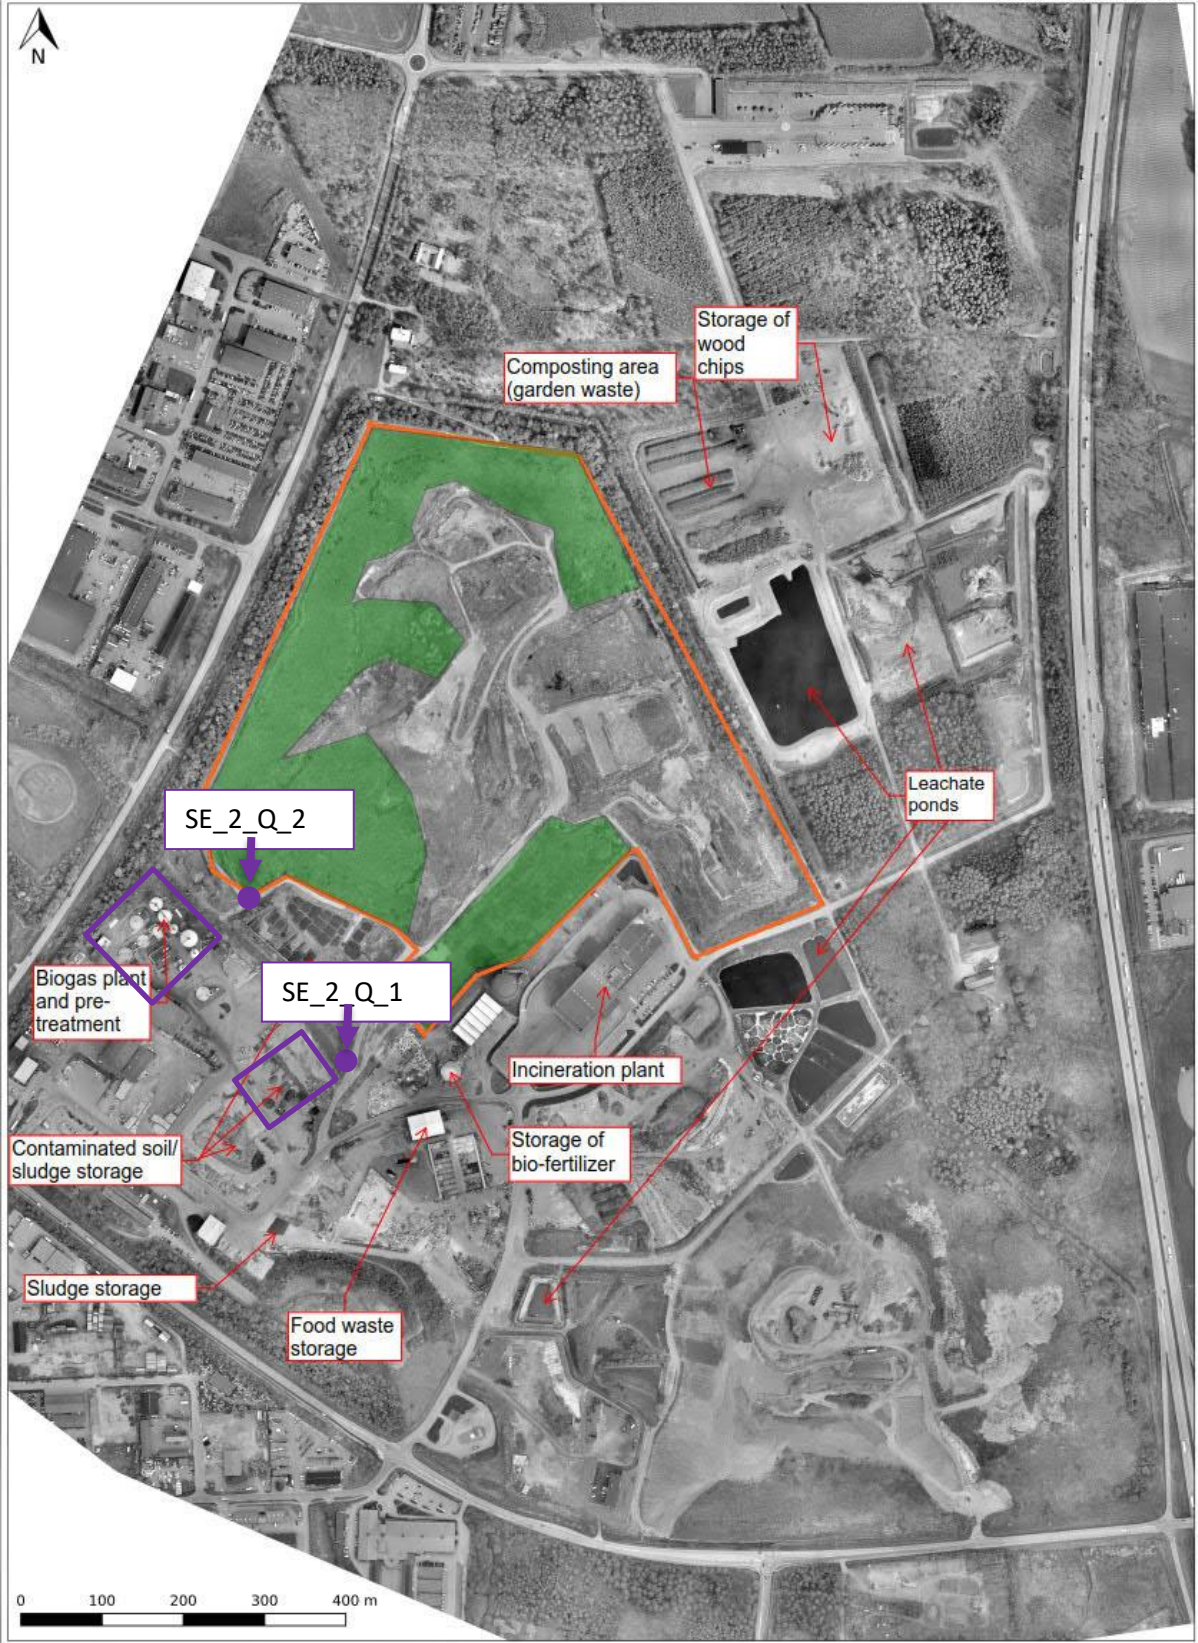 N
Storage of
wood
chips
Composting area
(garden waste)
Leachate
ponds
SE_2_Q_2
Biogas plant
and pre-
treatment
SE_2_Q_1
Incineration plant
Contaminated soil/
sludge storage
Storage of
bio-fertilizer
Sludge storage
Food waste
storage
0 100 200 300 400 m